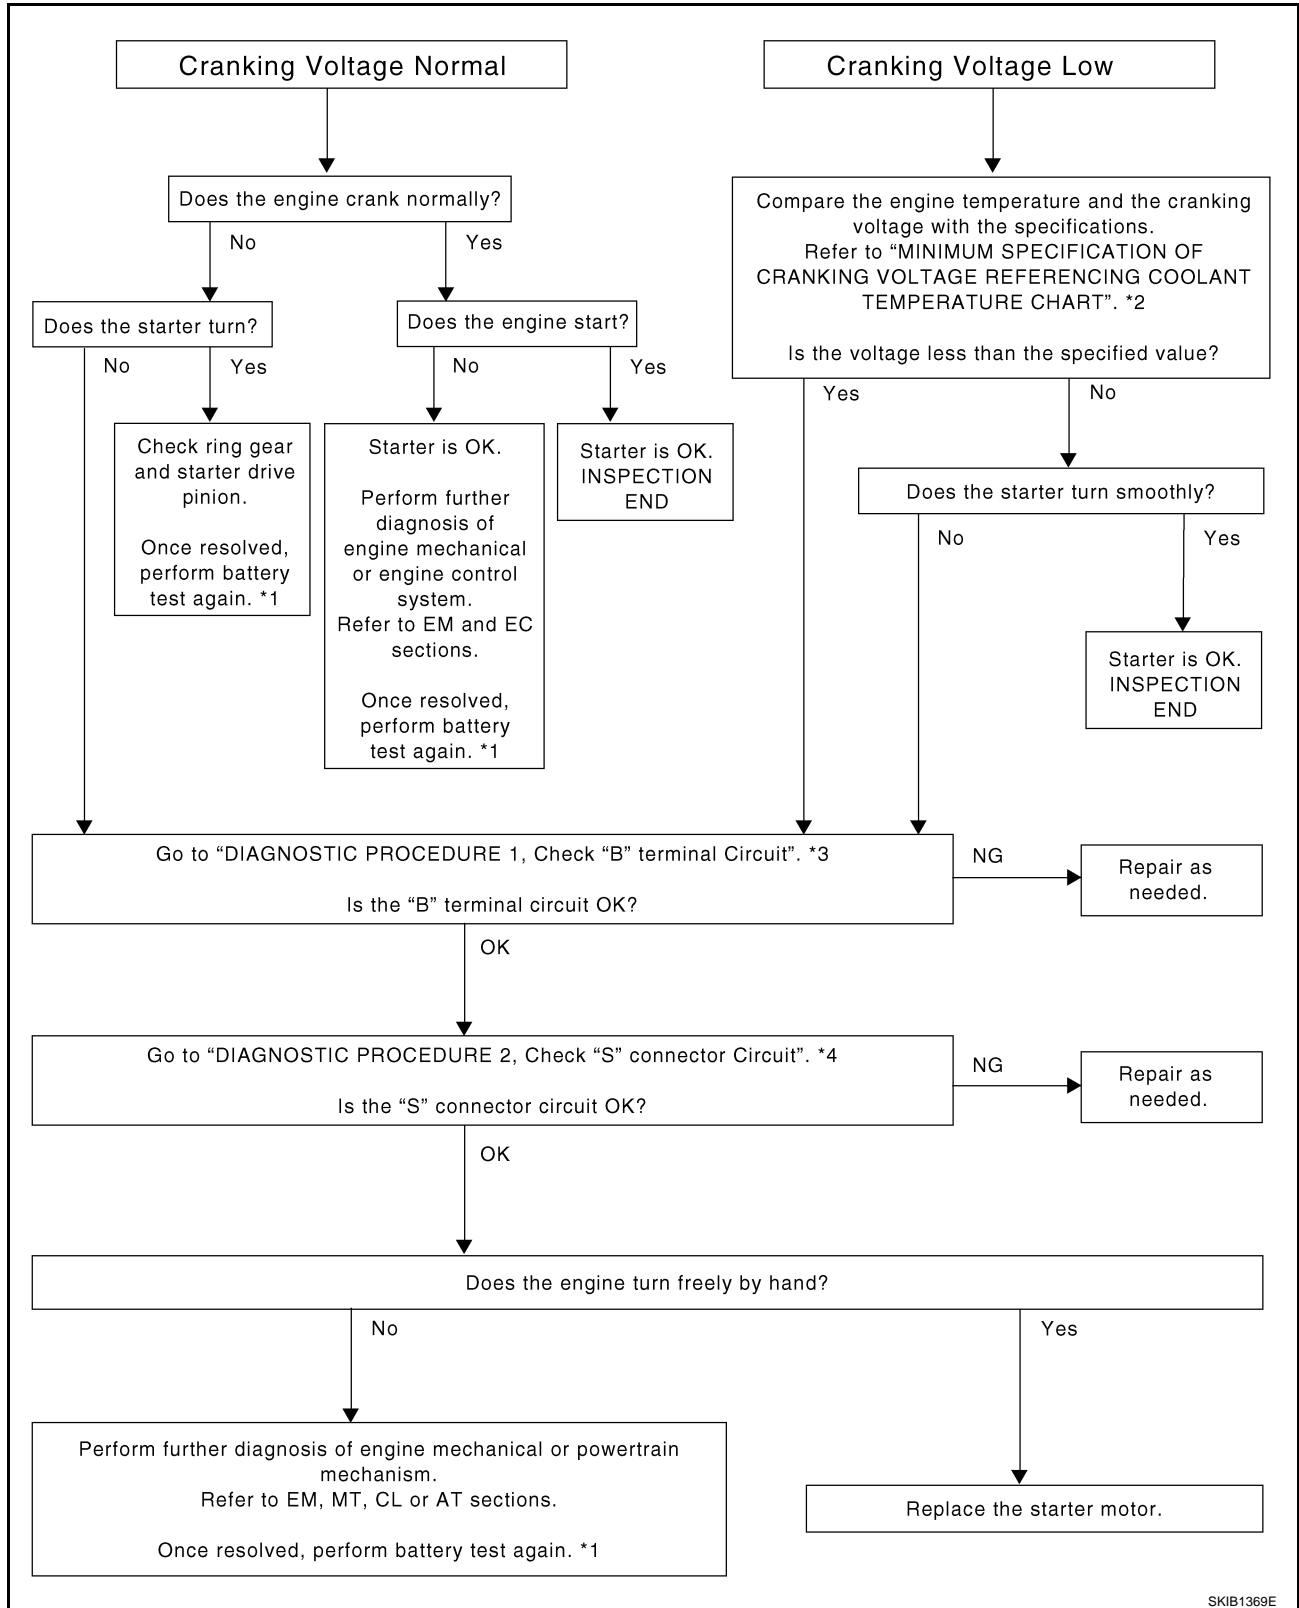 Cranking Voltage Normal
Cranking Voltage Low
Does the engine crank normally?
No
Yes
Does the starter turn?
Does the engine start?
No
Yes
No
Yes
Check ring gear
and starter drive
pinion.
Once resolved,
perform battery
test again. *1
Starter is OK.
Perform further
diagnosis of
engine mechanical
or engine control
system.
Refer to EM and EC
sections.
Once resolved,
perform battery
test again. *1
Starter is OK.
INSPECTION
END
Compare the engine temperature and the cranking
voltage with the specifications.
Refer to “MINIMUM SPECIFICATION OF
CRANKING VOLTAGE REFERENCING COOLANT
TEMPERATURE CHART”. *2
Is the voltage less than the specified value?
Yes
No
Does the starter turn smoothly?
No
Yes
Starter is OK.
INSPECTION
END
Go to “DIAGNOSTIC PROCEDURE 1, Check “B” terminal Circuit”. *3
Is the “B” terminal circuit OK?
NG
Repair as
needed.
OK
Go to “DIAGNOSTIC PROCEDURE 2, Check “S” connector Circuit”. *4
Is the “S” connector circuit OK?
NG
Repair as
needed.
OK
Does the engine turn freely by hand?
No
Yes
Perform further diagnosis of engine mechanical or powertrain
mechanism.
Refer to EM, MT, CL or AT sections.
Once resolved, perform battery test again. *1
Replace the starter motor.
SKIB1369E